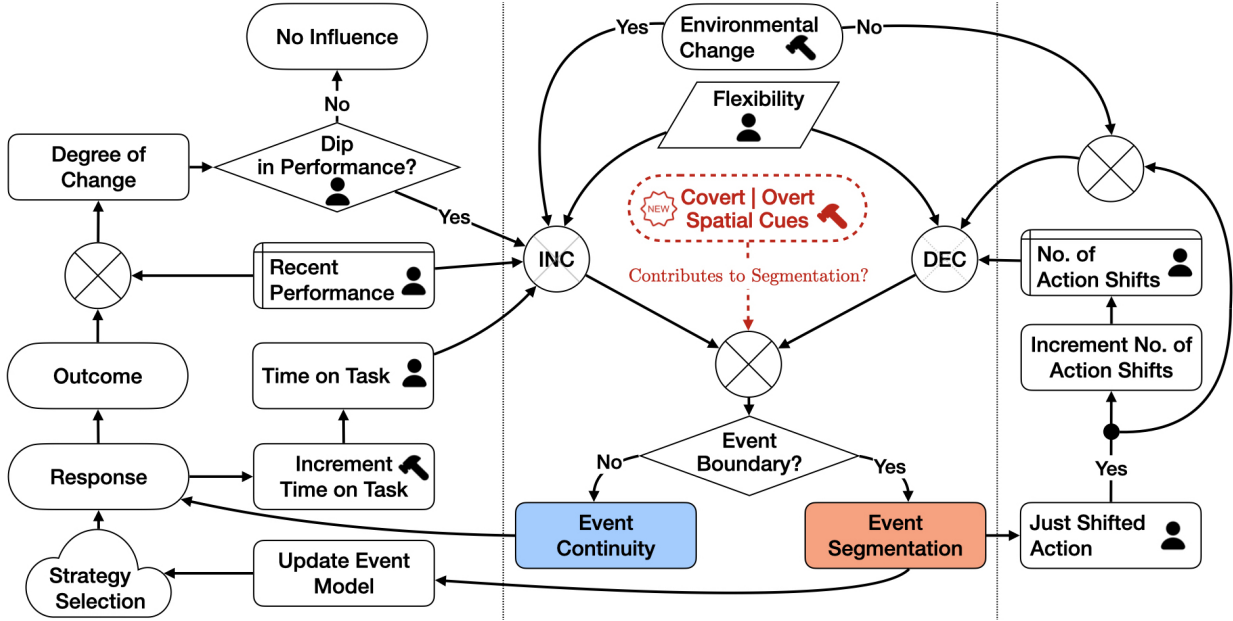 No Influence
No
Dip
in Performance?
Yes
Degree of
Change
Recent
Performance
Outcome
Time on Task
Response
Increment
Time on Task
Strategy
Selection
Update Event
Model
Yes
Environmental
Change
No
Flexibility
NEW
Covert | Overt
Spatial Cues
INC
DEC
Contributes to Segmentation?
Event
Boundary?
No
Yes
Event
Continuity
Event
Segmentation
No. of
Action Shifts
Increment No. of
Action Shifts
Yes
Just Shifted
Action